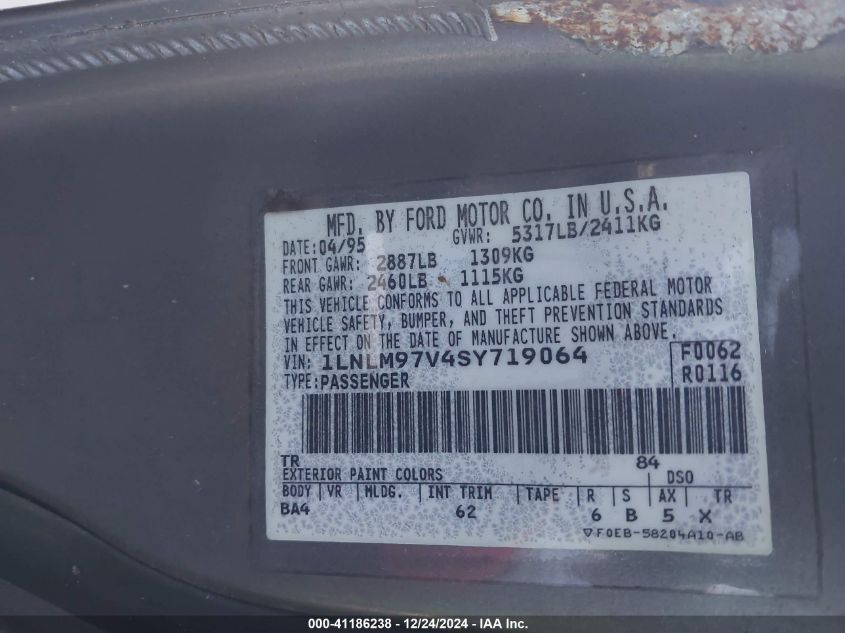 MFD. BY FORD MOTOR CO. IN U.S.A.
DATE: 04/95 GVWR: 5317LB/2411KG
FRONT GAWR: 2887LB 1309KG
REAR GAWR: 2460LB 1115KG
THIS VEHICLE CONFORMS TO ALL APPLICABLE FEDERAL MOTOR
VEHICLE SAFETY, BUMPER, AND THEFT PREVENTION STANDARDS
IN EFFECT ON THE DATE OF MANUFACTURE SHOWN ABOVE.
VIN: 1LNLM97V4SY719064 F0062
TYPE: PASSENGER R0116
TR 84
EXTERIOR PAINT COLORS DSO
BODY VR MLDG. INT TRIM TAPE R S AX TR
BA4 62 6 B 5 X
▽F0EB-58204A10-AB
000-41186238 - 12/24/2024 - IAA Inc.